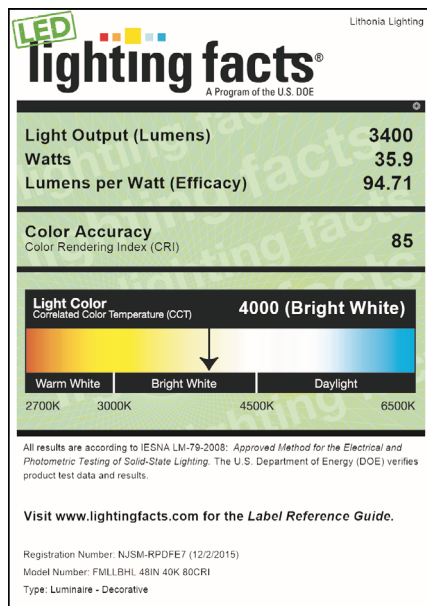 Lithonia Lighting
LED
lighting facts®
A Program of the U.S. DOE
Light Output (Lumens) 3400
Watts 35.9
Lumens per Watt (Efficacy) 94.71
Color Accuracy
Color Rendering Index (CRI) 85
Light Color
Correlated Color Temperature (CCT) 4000 (Bright White)
Warm White Bright White Daylight
2700K 3000K 4500K 6500K
All results are according to IESNA LM-79-2008: Approved Method for the Electrical and
Photometric Testing of Solid-State Lighting. The U.S. Department of Energy (DOE) verifies
product test data and results.
Visit www.lightingfacts.com for the Label Reference Guide.
Registration Number: NJSM-RPDFE7 (12/2/2015)
Model Number: FMLLBHL 48IN 40K 80CRI
Type: Luminaire - Decorative